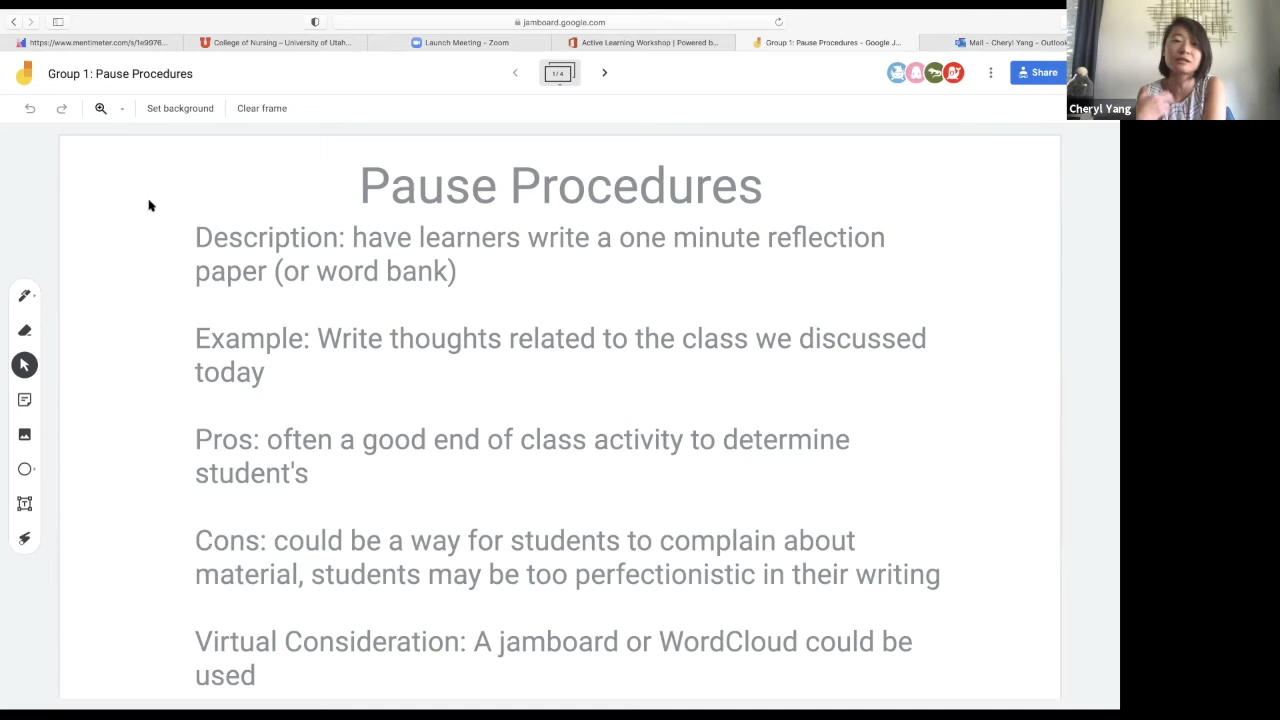 jamboard.google.com
https://www.mentimeter.com/s/1e9976...
College of Nursing – University of Utah...
Launch Meeting - Zoom
Active Learning Workshop | Powered b...
Group 1: Pause Procedures - Google J...
Mail - Cheryl Yang - Outlook
Group 1: Pause Procedures
1/4
Share
Cheryl Yang
Set background
Clear frame
Pause Procedures
Description: have learners write a one minute reflection
paper (or word bank)
Example: Write thoughts related to the class we discussed
today
Pros: often a good end of class activity to determine
student's
Cons: could be a way for students to complain about
material, students may be too perfectionistic in their writing
Virtual Consideration: A jamboard or WordCloud could be
used